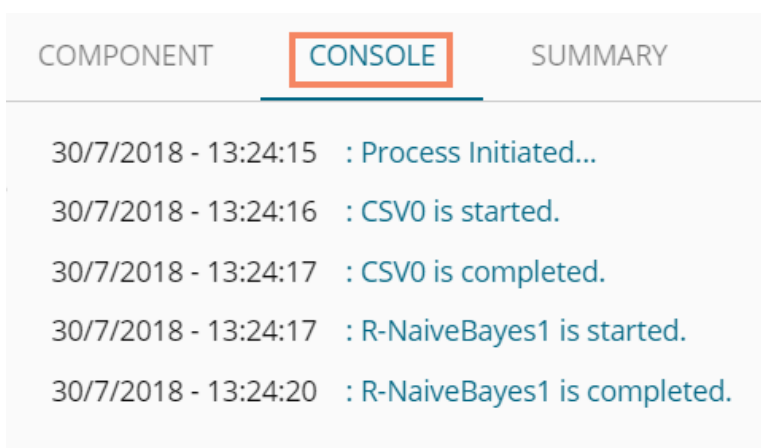 COMPONENT CONSOLE SUMMARY
30/7/2018 - 13:24:15 : Process Initiated...
30/7/2018 - 13:24:16 : CSV0 is started.
30/7/2018 - 13:24:17 : CSV0 is completed.
30/7/2018 - 13:24:17 : R-NaiveBayes1 is started.
30/7/2018 - 13:24:20 : R-NaiveBayes1 is completed.